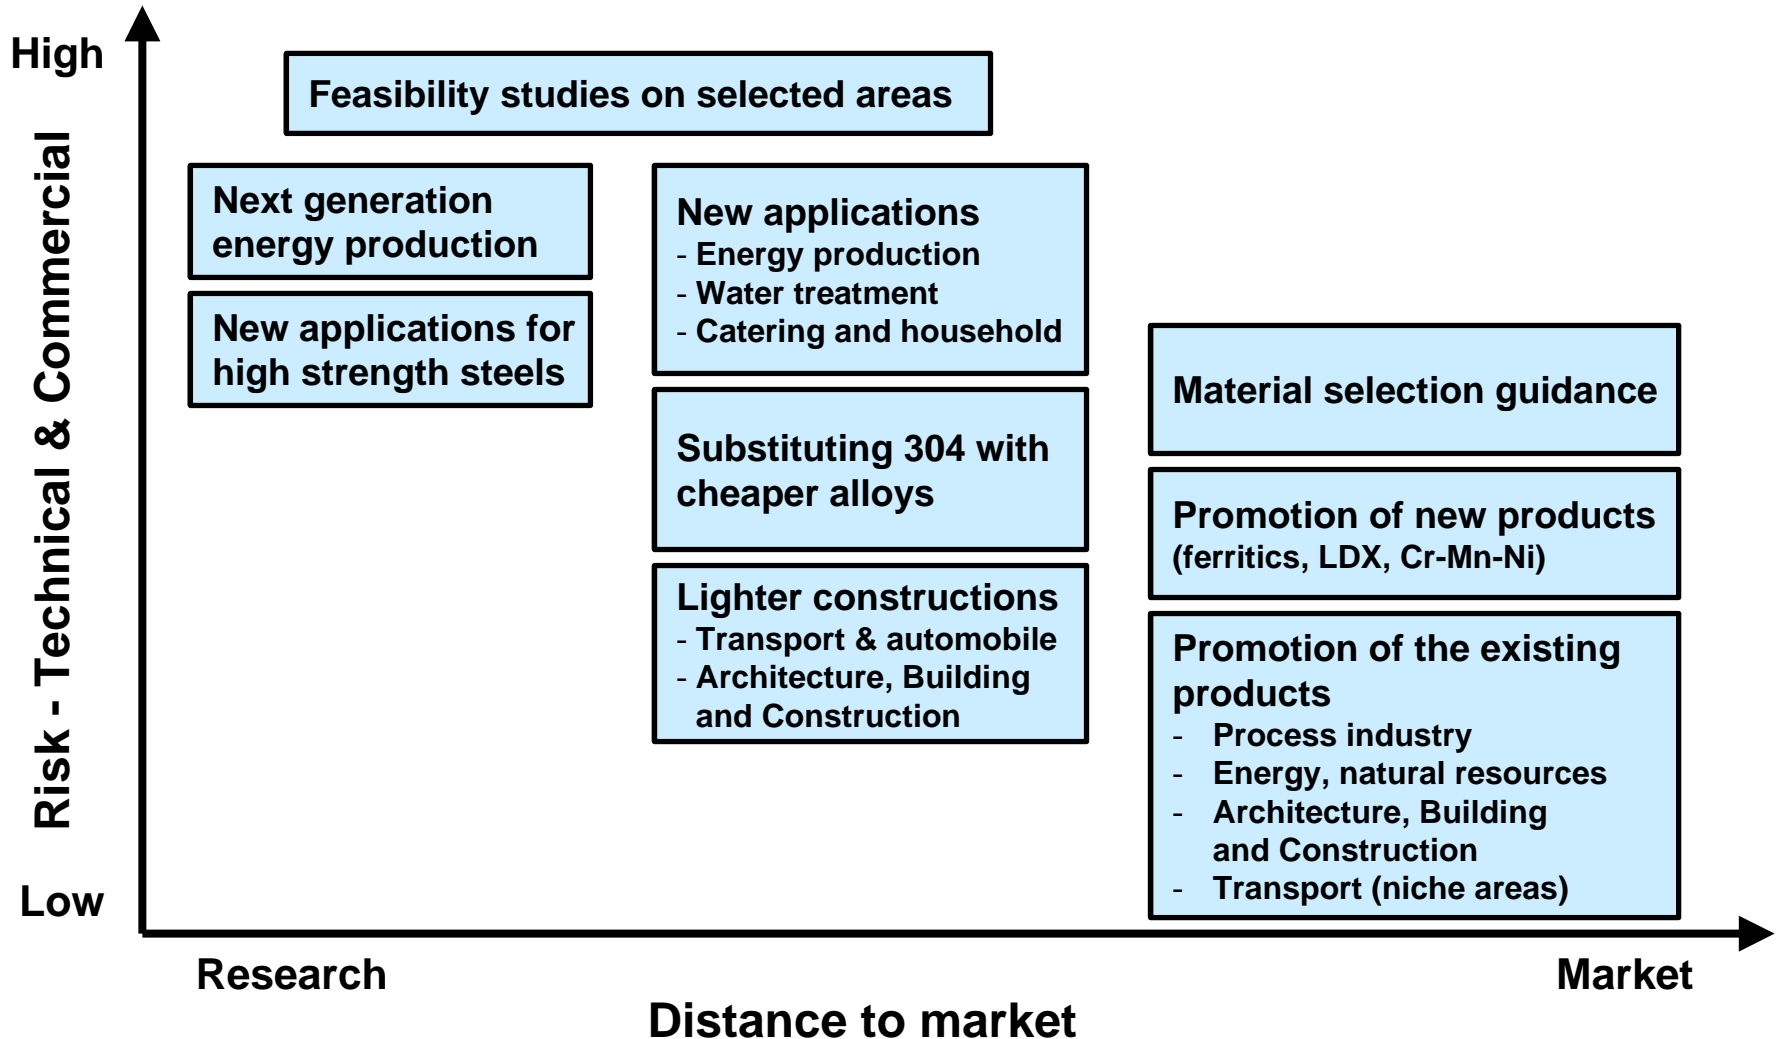 High
Risk - Technical & Commercial
Low
Feasibility studies on selected areas
Next generation
energy production
New applications for
high strength steels
New applications
- Energy production
- Water treatment
- Catering and household
Substituting 304 with
cheaper alloys
Lighter constructions
- Transport & automobile
- Architecture, Building
and Construction
Material selection guidance
Promotion of new products
(ferritics, LDX, Cr-Mn-Ni)
Promotion of the existing
products
- Process industry
- Energy, natural resources
- Architecture, Building
and Construction
- Transport (niche areas)
Research
Market
Distance to market